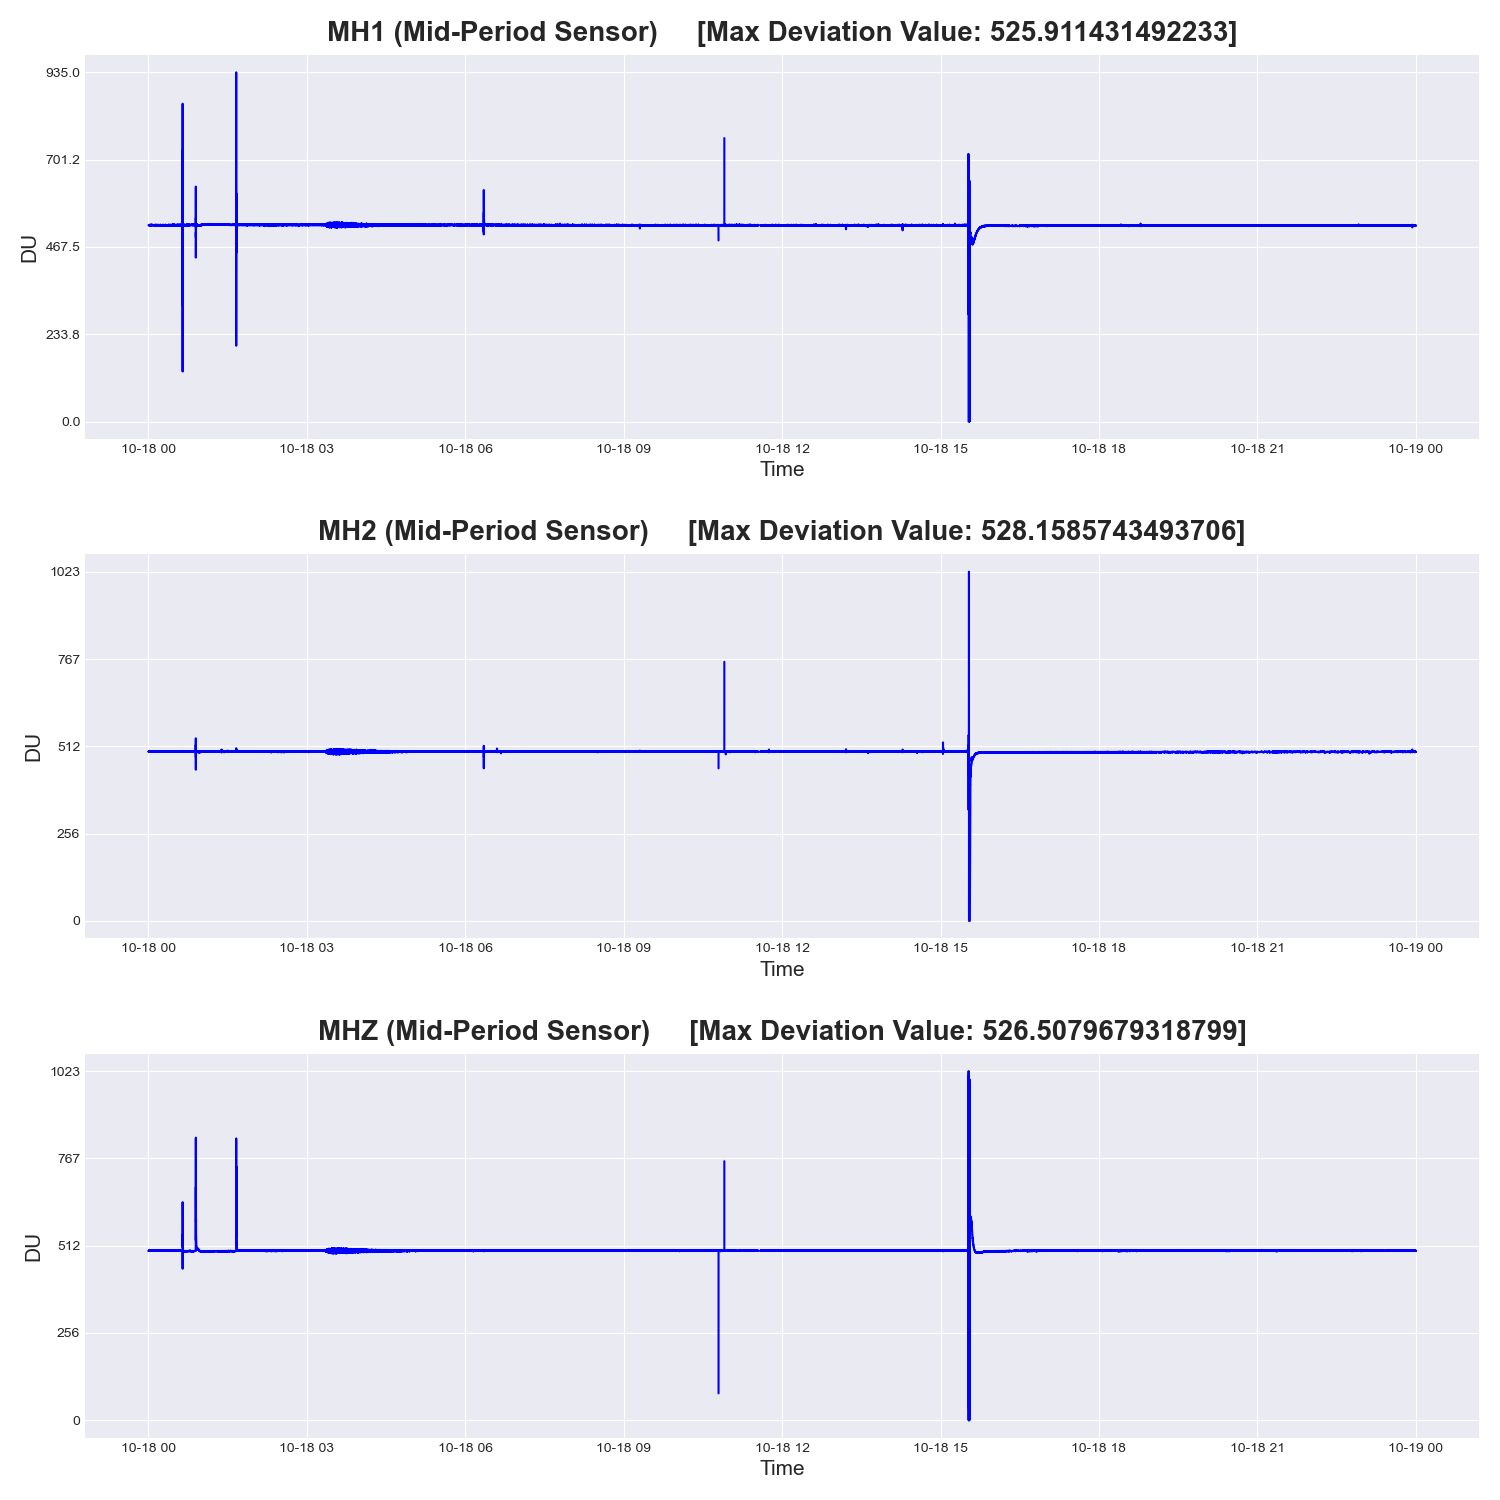 MH1 (Mid-Period Sensor) [Max Deviation Value: 525.911431492233]
935.0
701.2
467.5
233.8
0.0
DU
10-18 00 10-18 03 10-18 06 10-18 09 10-18 12 10-18 15 10-18 18 10-18 21 10-19 00
Time
MH2 (Mid-Period Sensor) [Max Deviation Value: 528.1585743493706]
1023
767
512
256
0
DU
10-18 00 10-18 03 10-18 06 10-18 09 10-18 12 10-18 15 10-18 18 10-18 21 10-19 00
Time
MHZ (Mid-Period Sensor) [Max Deviation Value: 526.5079679318799]
1023
767
512
256
0
DU
10-18 00 10-18 03 10-18 06 10-18 09 10-18 12 10-18 15 10-18 18 10-18 21 10-19 00
Time